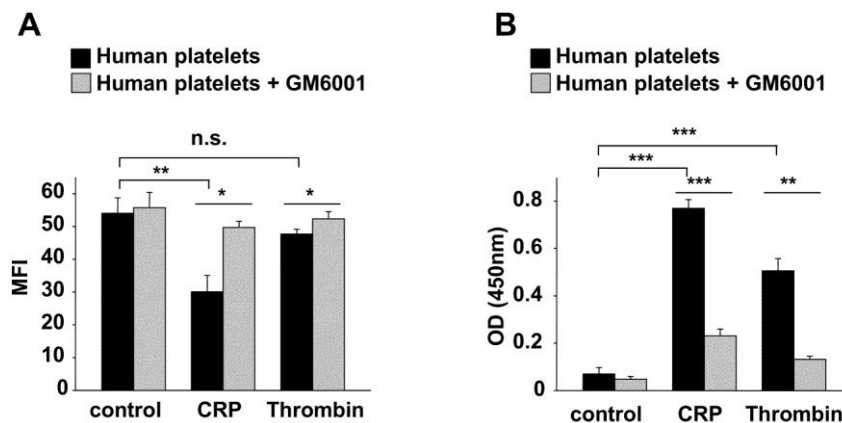 A
Human platelets
Human platelets + GM6001
n.s.
**
*
*
60
50
40
30
20
10
0
MFI
control CRP Thrombin
B
Human platelets
Human platelets + GM6001
***
***
***
**
0.8
0.6
0.4
0.2
0
OD (450nm)
control CRP Thrombin